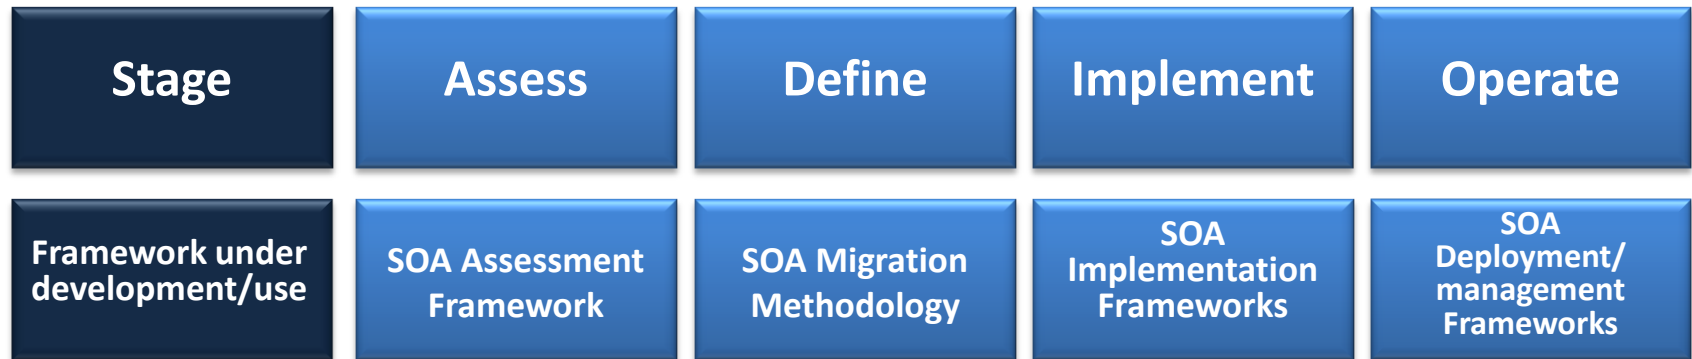 Stage
Assess
Define
Implement
Operate
Framework under
development/use
SOA Assessment
Framework
SOA Migration
Methodology
SOA
Implementation
Frameworks
SOA
Deployment/
management
Frameworks